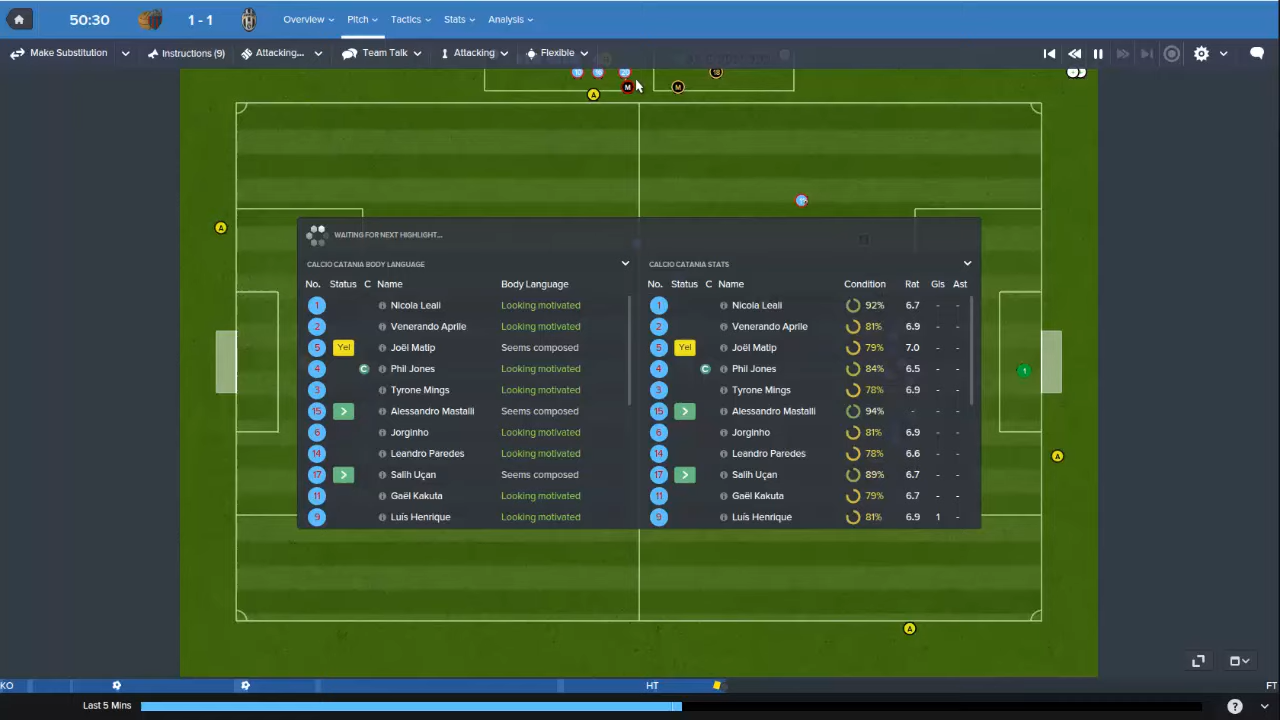 50:30 1 - 1 Overview Pitch Tactics Stats Analysis
Make Substitution Instructions (9) Attacking... Team Talk Attacking Flexible
10 16 20 18
M M
A
A
A
A
1
WAITING FOR NEXT HIGHLIGHT...
CALCIO CATANIA BODY LANGUAGE
No. Status C Name Body Language
1 Nicola Leali Looking motivated
2 Venerando Aprile Looking motivated
5 Yel Joël Matip Seems composed
4 C Phil Jones Looking motivated
3 Tyrone Mings Looking motivated
15 Alessandro Mastalli Seems composed
6 Jorginho Looking motivated
14 Leandro Paredes Looking motivated
17 Salih Uçan Seems composed
11 Gaël Kakuta Looking motivated
9 Luís Henrique Looking motivated
CALCIO CATANIA STATS
No. Status C Name Condition Rat Gls Ast
1 Nicola Leali 92% 6.7 - -
2 Venerando Aprile 81% 6.9 - -
5 Yel Joël Matip 79% 7.0 - -
4 C Phil Jones 84% 6.5 - -
3 Tyrone Mings 78% 6.9 - -
15 Alessandro Mastalli 94% - - -
6 Jorginho 81% 6.9 - -
14 Leandro Paredes 78% 6.6 - -
17 Salih Uçan 89% 6.7 - -
11 Gaël Kakuta 79% 6.7 - -
9 Luís Henrique 81% 6.9 1 -
KO HT FT
Last 5 Mins ?